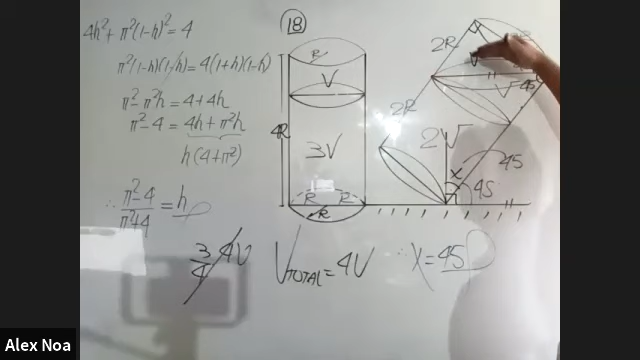 4h² + π²(1-h)² = 4
π²(1-h)(1/h) = 4(1+h)(1-h)
π² - π²h = 4 + 4h
π² - 4 = 4h + π²h
h(4+π²)
∴ π²-4 / π²+4 = h
3/4 4V
18
R
V
4R
3V
R R
R
V TOTAL = 4V
2R
V
45
2R
V
2V
x
45
45
∴ x = 45
Alex Noa